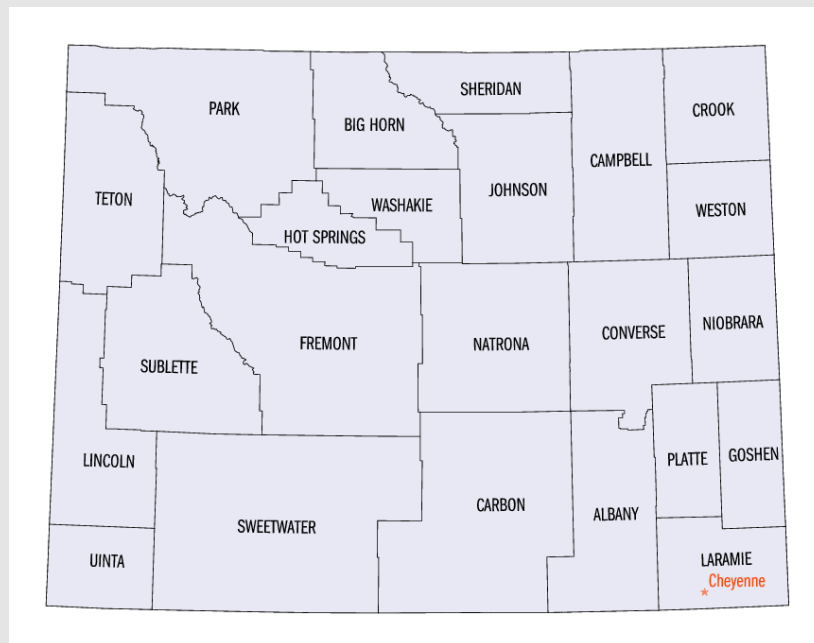 SHERIDAN
PARK
CROOK
BIG HORN
CAMPBELL
JOHNSON
TETON
WASHAKIE
WESTON
HOT SPRINGS
NIOBRARA
CONVERSE
FREMONT
NATRONA
SUBLETTE
GOSHEN
PLATTE
LINCOLN
CARBON
ALBANY
SWEETWATER
UINTA
LARAMIE
Cheyenne